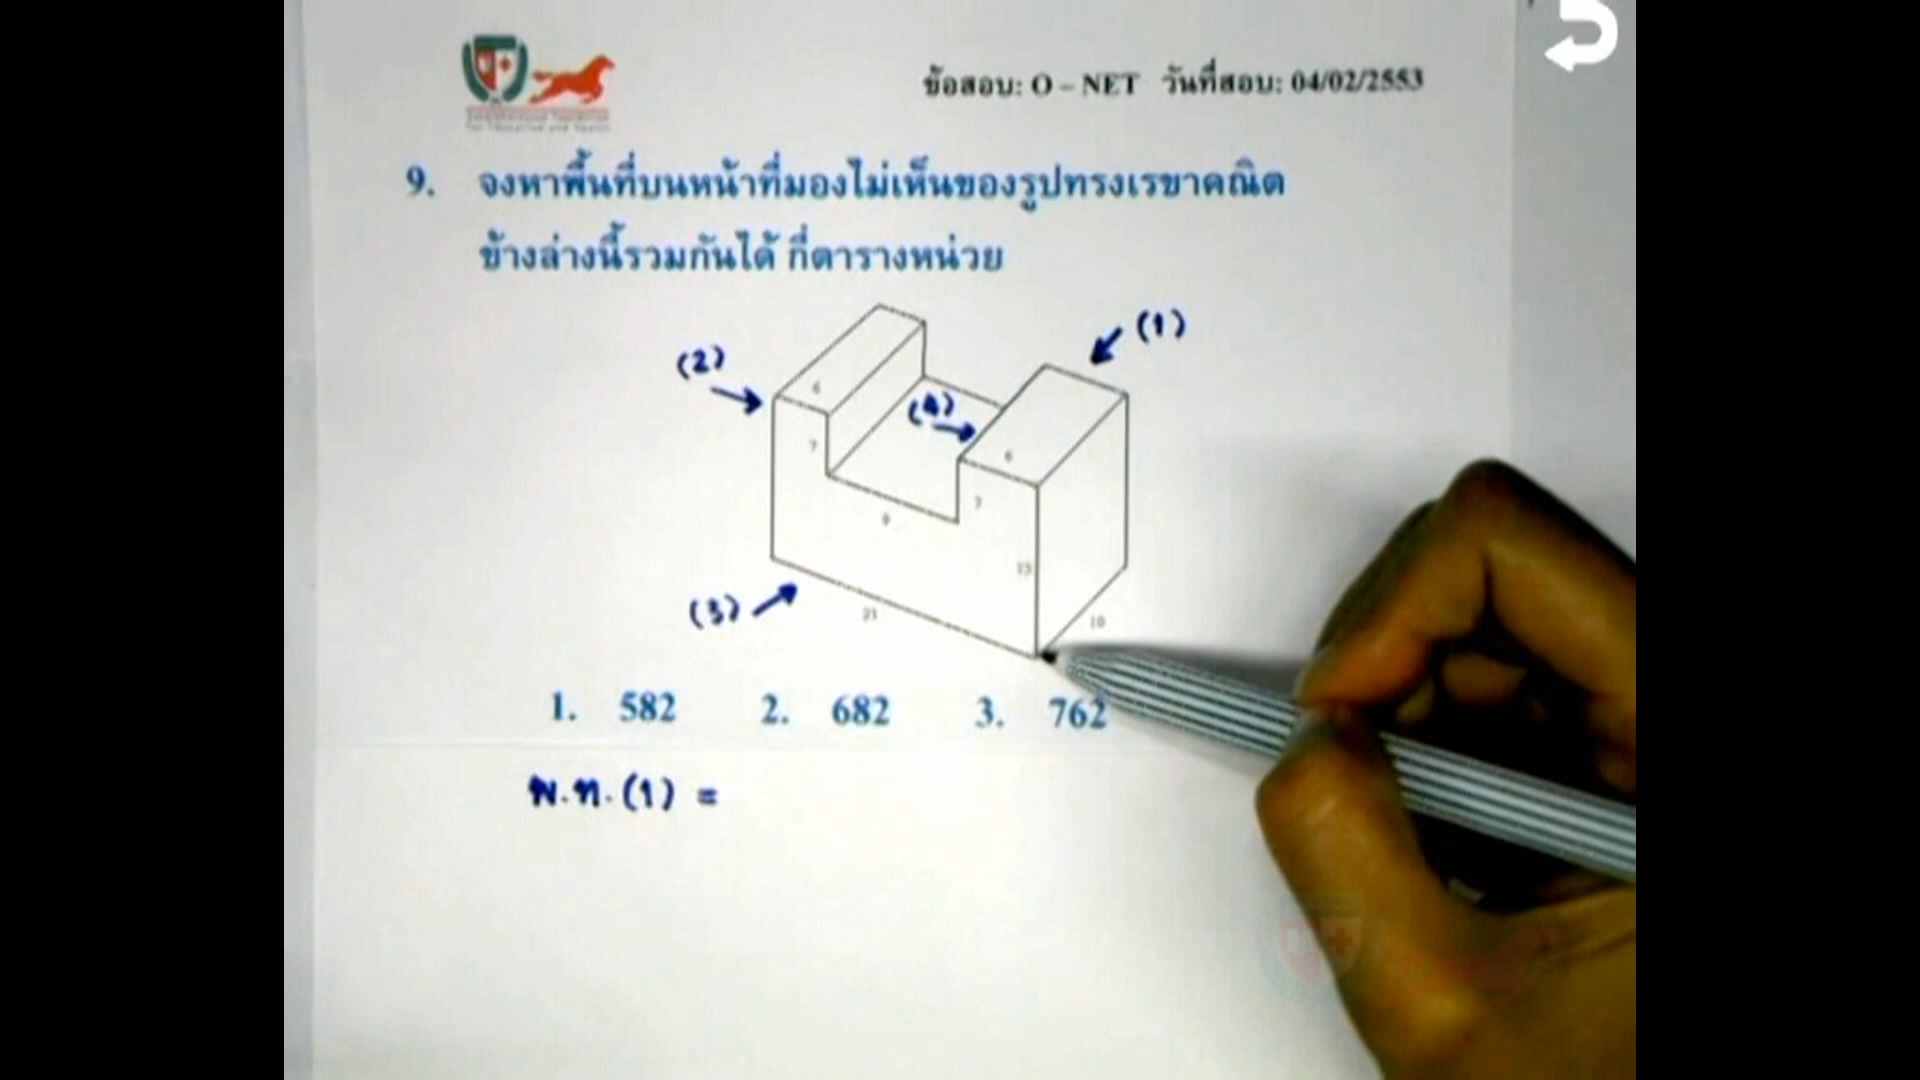 ข้อสอบ: O – NET วันที่สอบ: 04/02/2553
9. จงหาพื้นที่บนหน้าที่มองไม่เห็นของรูปทรงเรขาคณิต
ข้างล่างนี้รวมกันได้ กี่ตารางหน่วย
(1)
(2)
6
(4)
7
6
7
9
13
(3)
21
10
1. 582 2. 682 3. 762
พ.ท. (1) =